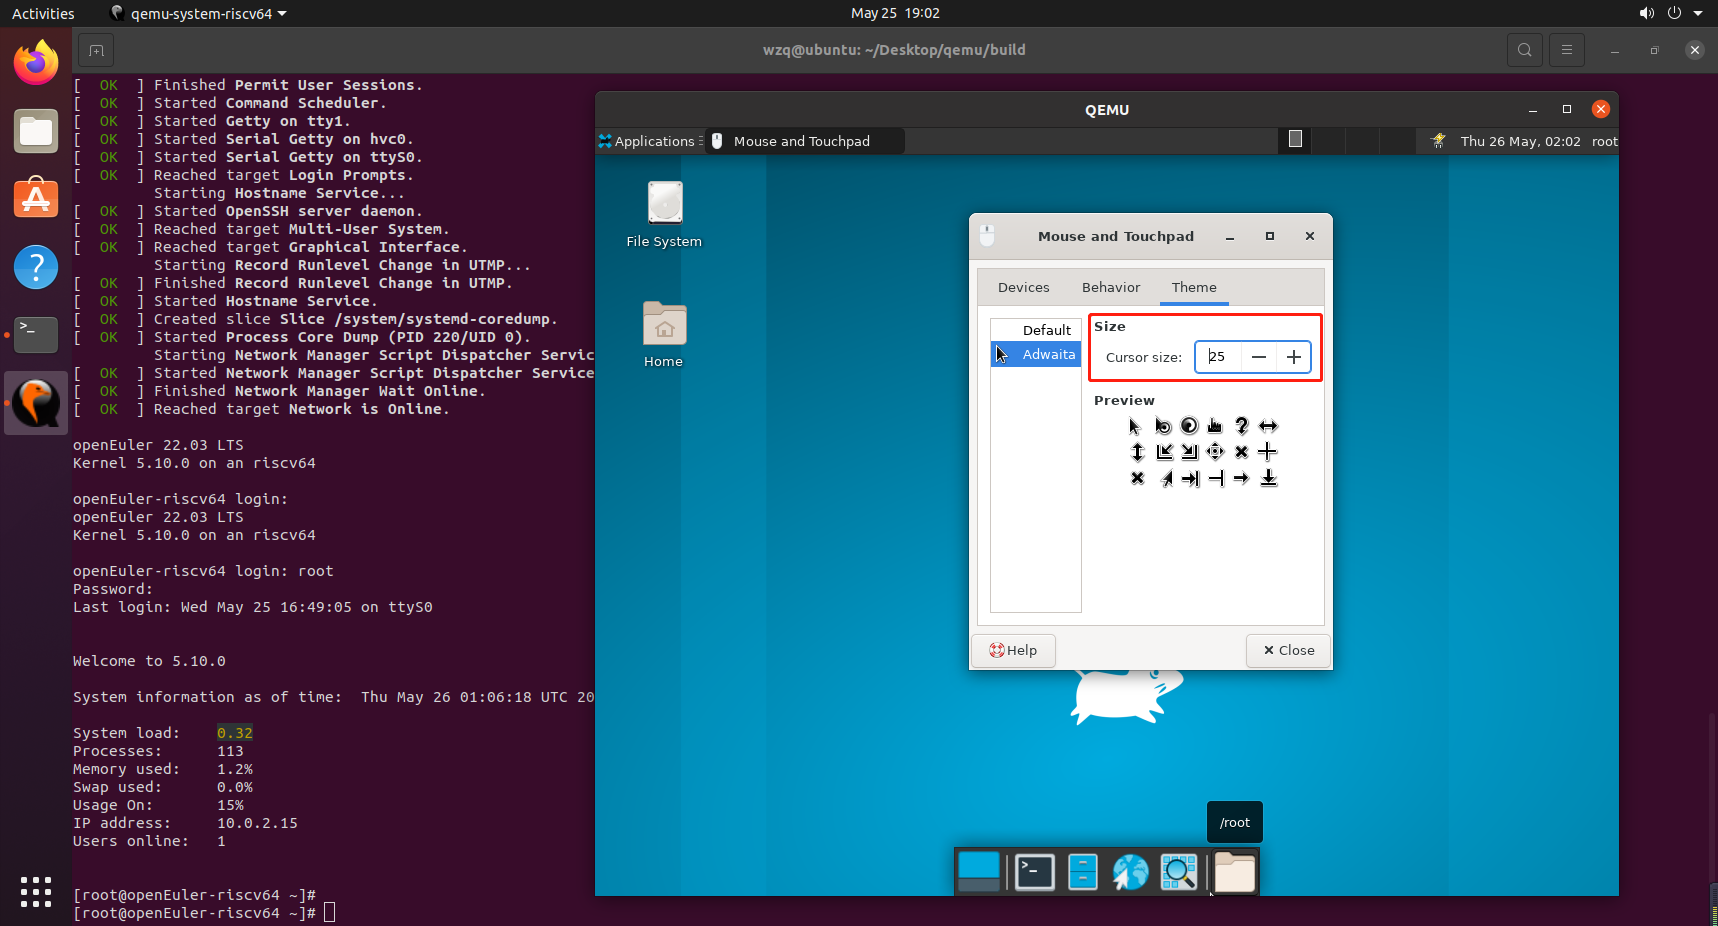 Activities
qemu-system-riscv64
May 25 19:02
wzq@ubuntu: ~/Desktop/qemu/build
[  OK  ] Finished Permit User Sessions.
[  OK  ] Started Command Scheduler.
[  OK  ] Started Getty on tty1.
[  OK  ] Started Serial Getty on hvc0.
[  OK  ] Started Serial Getty on ttyS0.
[  OK  ] Reached target Login Prompts.
Starting Hostname Service...
[  OK  ] Started OpenSSH server daemon.
[  OK  ] Reached target Multi-User System.
[  OK  ] Reached target Graphical Interface.
Starting Record Runlevel Change in UTMP...
[  OK  ] Finished Record Runlevel Change in UTMP.
[  OK  ] Started Hostname Service.
[  OK  ] Created slice Slice /system/systemd-coredump.
[  OK  ] Started Process Core Dump (PID 220/UID 0).
Starting Network Manager Script Dispatcher Servic
[  OK  ] Started Network Manager Script Dispatcher Service
[  OK  ] Finished Network Manager Wait Online.
[  OK  ] Reached target Network is Online.
openEuler 22.03 LTS
Kernel 5.10.0 on an riscv64
openEuler-riscv64 login:
openEuler 22.03 LTS
Kernel 5.10.0 on an riscv64
openEuler-riscv64 login: root
Password:
Last login: Wed May 25 16:49:05 on ttyS0
Welcome to 5.10.0
System information as of time:  Thu May 26 01:06:18 UTC 20
System load:    0.32
Processes:      113
Memory used:    1.2%
Swap used:      0.0%
Usage On:       15%
IP address:     10.0.2.15
Users online:   1
[root@openEuler-riscv64 ~]#
[root@openEuler-riscv64 ~]#
QEMU
Applications
Mouse and Touchpad
Thu 26 May, 02:02
root
File System
Home
Mouse and Touchpad
Devices
Behavior
Theme
Default
Adwaita
Size
Cursor size: 25
Preview
Help
Close
/root